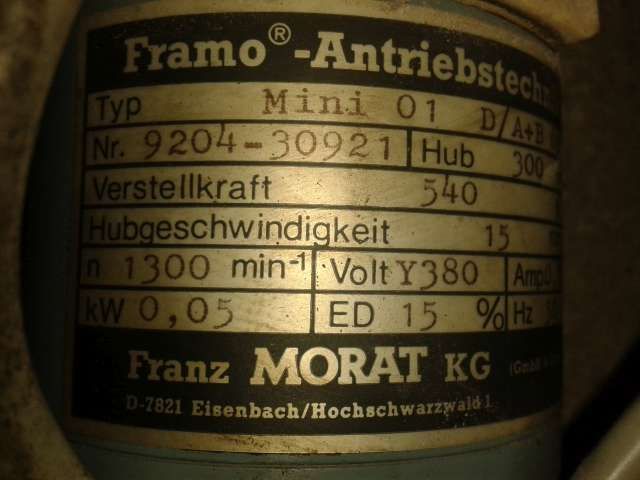 Framo® -Antriebstechn
Typ Mini 01 D/A+B
Nr. 9204-30921 Hub 300
Verstellkraft 540
Hubgeschwindigkeit 15
n 1300 min-1 Volt Y380 Amp
kW 0,05 ED 15 % Hz
Franz MORAT KG (GmbH &
D-7821 Eisenbach/Hochschwarzwald 1